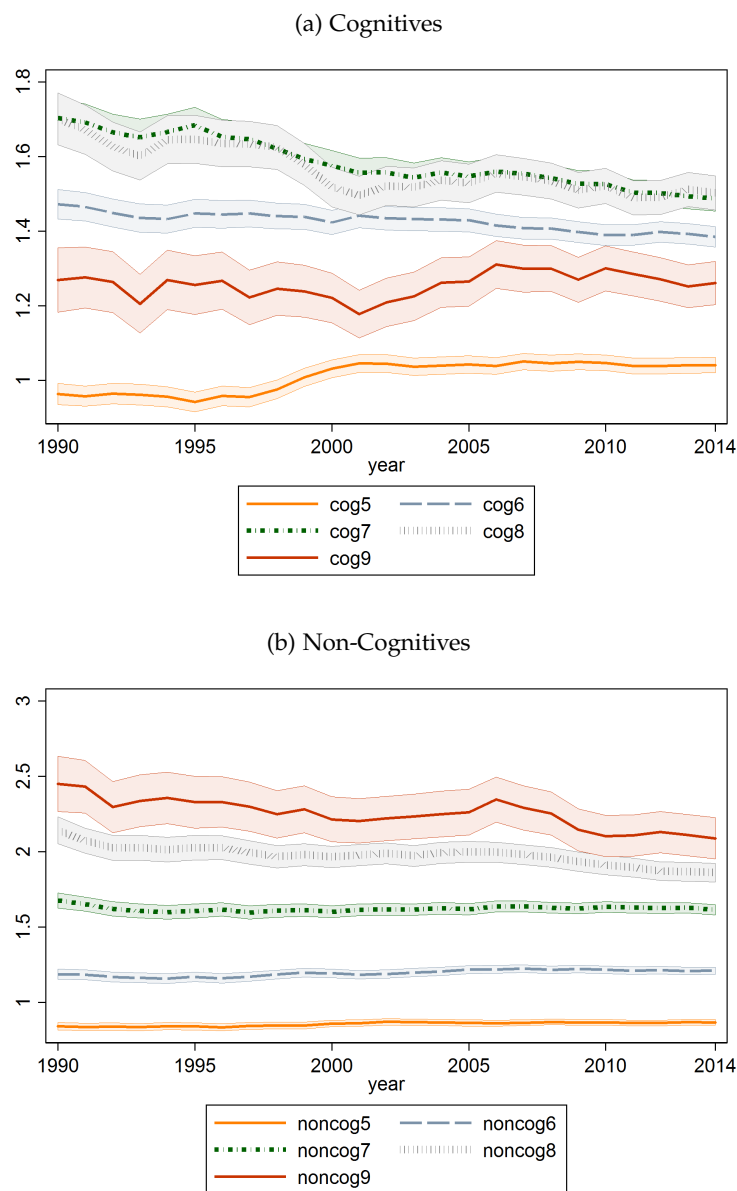 (a) Cognitives
1.8
1.6
1.4
1.2
1
1990 1995 2000 2005 2010 2014
year
cog5 cog6
cog7 cog8
cog9
(b) Non-Cognitives
3
2.5
2
1.5
1
1990 1995 2000 2005 2010 2014
year
noncog5 noncog6
noncog7 noncog8
noncog9